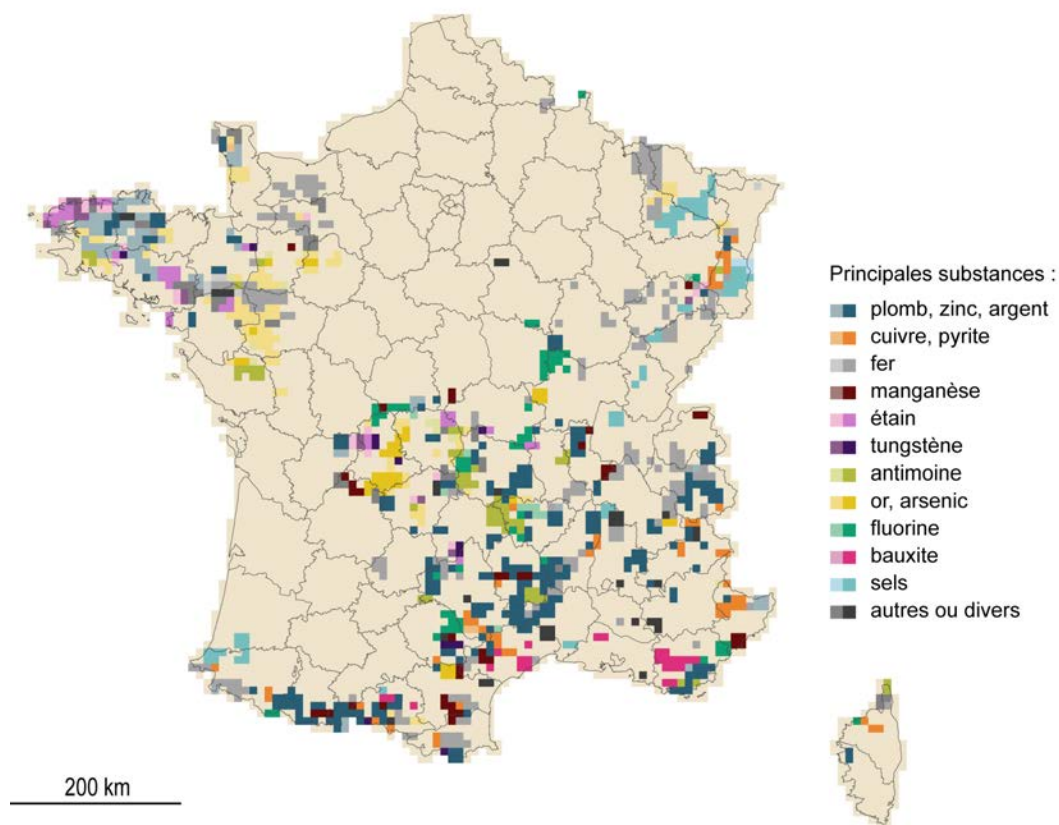 Principales substances :
plomb, zinc, argent
cuivre, pyrite
fer
manganèse
étain
tungstène
antimoine
or, arsenic
fluorine
bauxite
sels
autres ou divers
200 km